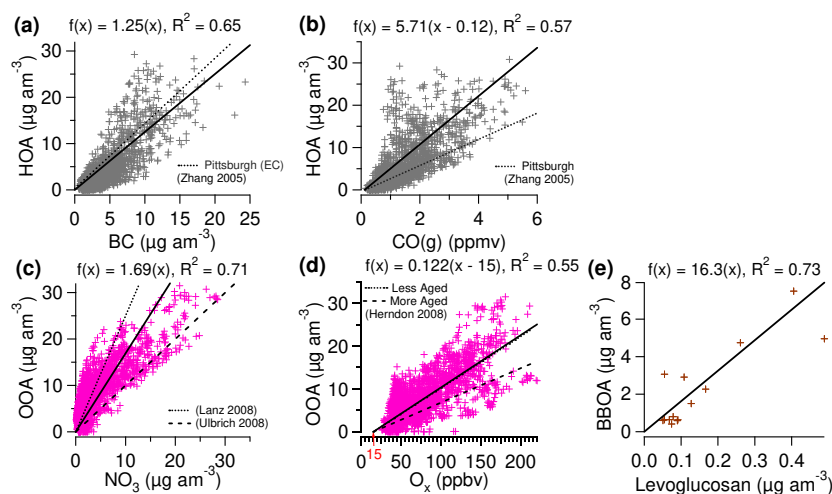 (a) f(x) = 1.25(x), R² = 0.65
HOA (µg am⁻³)
30
20
10
0
Pittsburgh (EC)
(Zhang 2005)
0 5 10 15 20 25
BC (µg am⁻³)
(b) f(x) = 5.71(x - 0.12), R² = 0.57
HOA (µg am⁻³)
30
20
10
0
Pittsburgh
(Zhang 2005)
0 2 4 6
CO(g) (ppmv)
(c) f(x) = 1.69(x), R² = 0.71
OOA (µg am⁻³)
30
20
10
0
(Lanz 2008)
(Ulbrich 2008)
0 10 20 30
NO₃ (µg am⁻³)
(d) f(x) = 0.122(x - 15), R² = 0.55
OOA (µg am⁻³)
30
20
10
0
Less Aged
More Aged
(Herndon 2008)
0 50 100 150 200
15
Oₓ (ppbv)
(e) f(x) = 16.3(x), R² = 0.73
BBOA (µg am⁻³)
8
6
4
2
0
0.0 0.1 0.2 0.3 0.4
Levoglucosan (µg am⁻³)